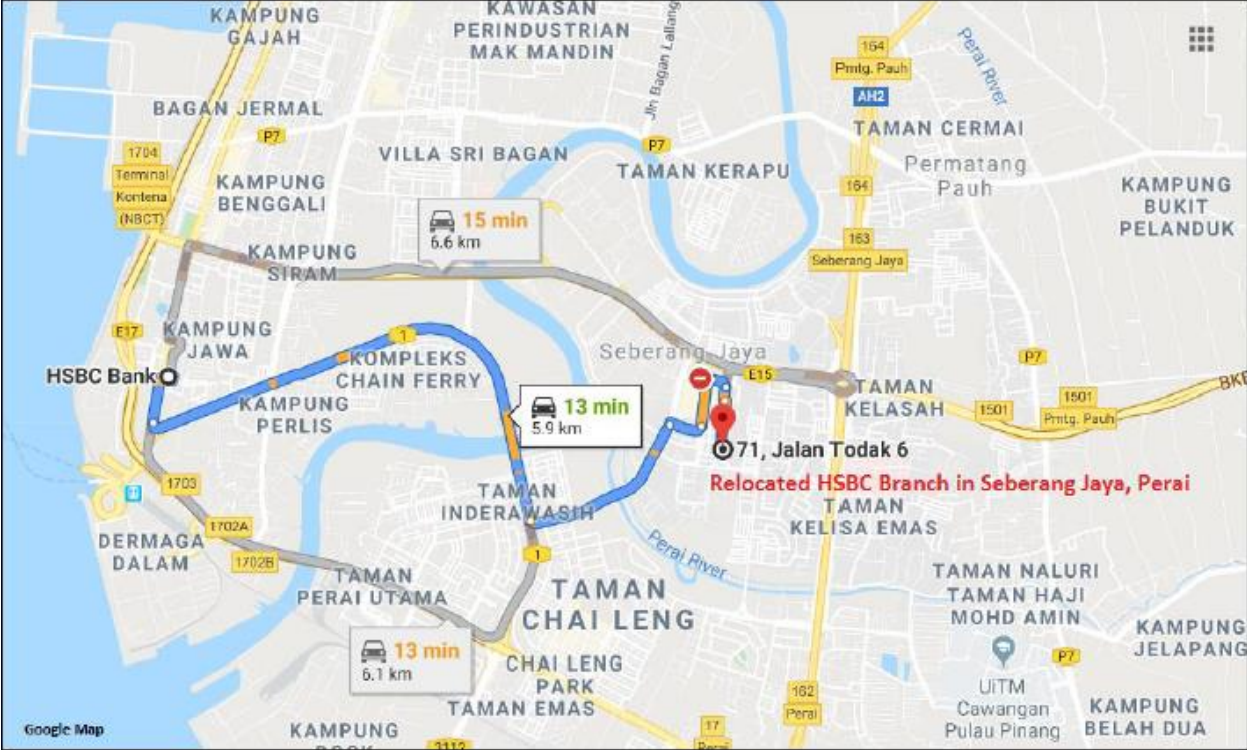 KAMPUNG
GAJAH
KAWASAN
PERINDUSTRIAN
MAK MANDIN
Jln Bagan Lallang
164
Pmtg. Pauh
AH2
Perai River
BAGAN JERMAL
P7
P7
TAMAN CERMAI
1704
Terminal
Kontena
(NBCT)
VILLA SRI BAGAN
TAMAN KERAPU
Permatang
Pauh
KAMPUNG
BENGGALI
164
KAMPUNG
BUKIT
PELANDUK
15 min
6.6 km
163
Seberang Jaya
KAMPUNG
SIRAM
E17
KAMPUNG
JAWA
1
KOMPLEKS
CHAIN FERRY
Seberang Jaya
P7
HSBC Bank
E15
TAMAN
KELASAH
1501
1501
Pmtg. Pauh
BKE
KAMPUNG
PERLIS
13 min
5.9 km
71, Jalan Todak 6
Relocated HSBC Branch in Seberang Jaya, Perai
1703
TAMAN
INDERAWASIH
TAMAN
KELISA EMAS
1702A
DERMAGA
DALAM
1702B
1
Perai River
TAMAN
PERAI UTAMA
TAMAN
CHAI LENG
TAMAN NALURI
TAMAN HAJI
MOHD AMIN
KAMPUNG
JELAPANG
13 min
6.1 km
CHAI LENG
PARK
TAMAN EMAS
P7
162
Perai
UiTM
Cawangan
Pulau Pinang
KAMPUNG
BELAH DUA
Google Map
KAMPUNG
17
Perai